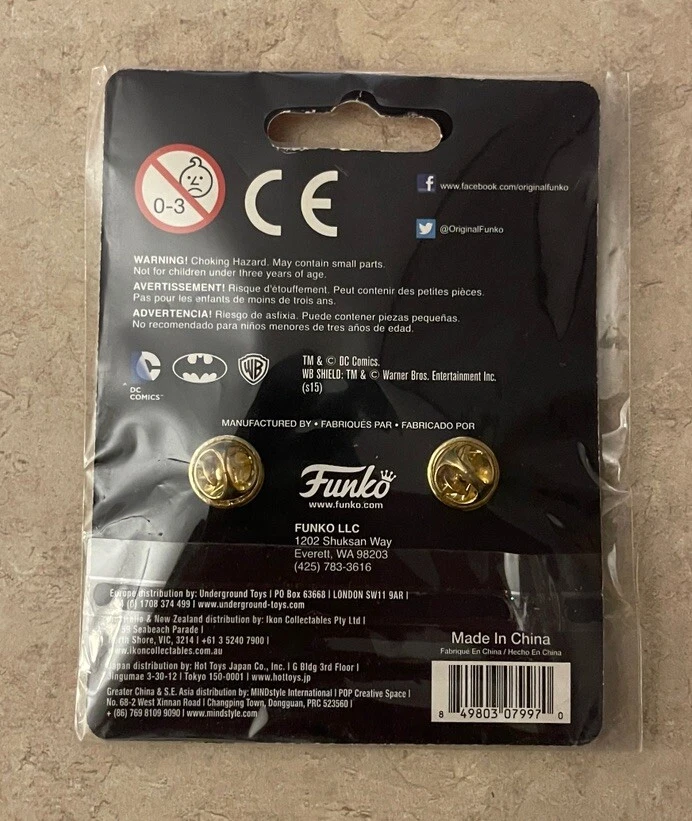 0-3
CE
www.facebook.com/originalfunko
@OriginalFunko
WARNING! Choking Hazard. May contain small parts.
Not for children under three years of age.
AVERTISSEMENT! Risque d'étouffement. Peut contenir des petites pièces.
Pas pour les enfants de moins de trois ans.
ADVERTENCIA! Riesgo de asfixia. Puede contener piezas pequeñas.
No recomendado para niños menores de tres años de edad.
DC
COMICS™
WB
TM & © DC Comics.
WB SHIELD: TM & © Warner Bros. Entertainment Inc.
(s15)
MANUFACTURED BY • FABRIQUÉS PAR • FABRICADO POR
Funko
www.funko.com
FUNKO LLC
1202 Shuksan Way
Everett, WA 98203
(425) 783-3616
Europe distribution by: Underground Toys | PO Box 63668 | LONDON SW11 9AR |
(0) 1708 374 499 | www.underground-toys.com
& New Zealand distribution by: Ikon Collectables Pty Ltd |
Seabeach Parade |
Shore, VIC, 3214 | +61 3 5240 7900 |
www.ikoncollectables.com.au
Japan distribution by: Hot Toys Japan Co., Inc. | G Bldg 3rd Floor |
Jingumae 3-30-12 | Tokyo 150-0001 | www.hottoys.jp
Greater China & S.E. Asia distribution by: MINDstyle International | POP Creative Space |
No. 68-2 West Xinnan Road | Changping Town, Dongguan, PRC 523560 |
+ (86) 769 8109 9090 | www.mindstyle.com
Made In China
Fabriqué En China / Hecho En China
8 49803 07997 0